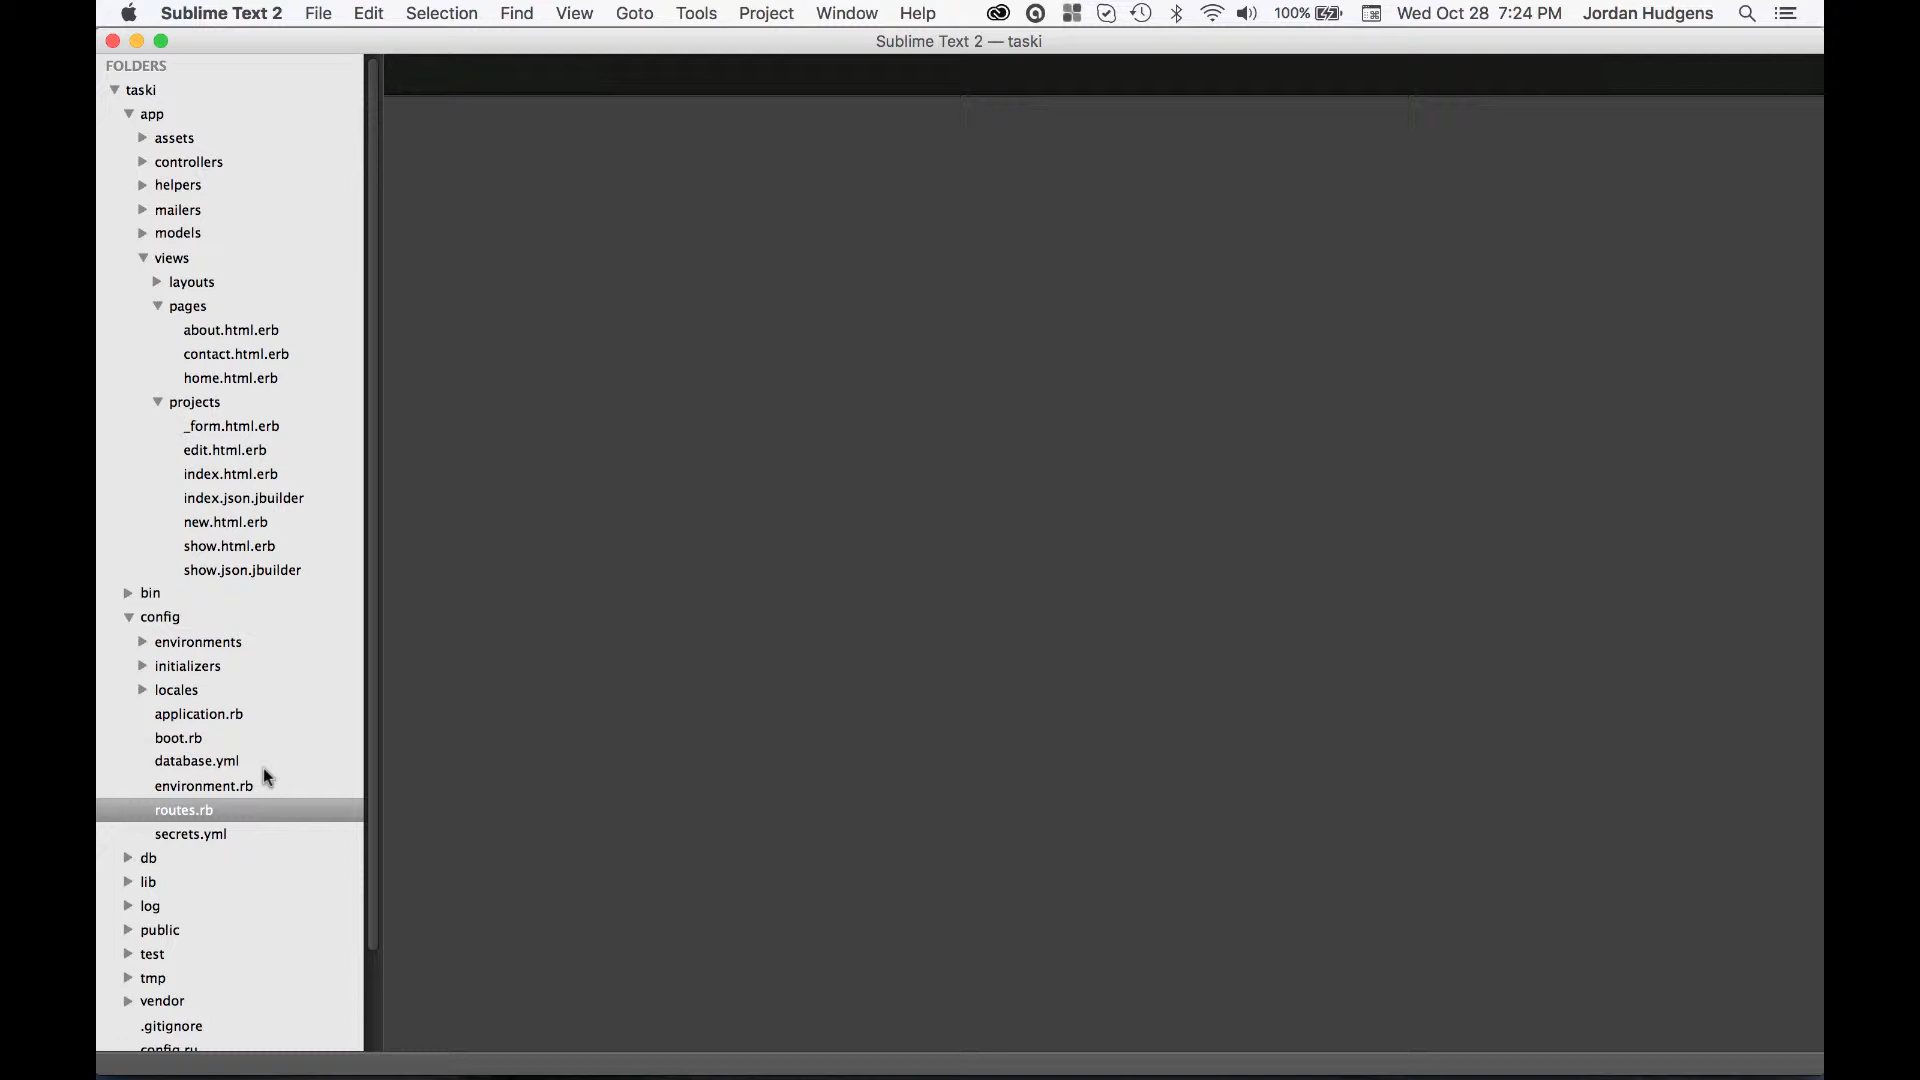 Sublime Text 2 File Edit Selection Find View Goto Tools Project Window Help 100% Wed Oct 28 7:24 PM Jordan Hudgens
Sublime Text 2 — taski
FOLDERS
taski
app
assets
controllers
helpers
mailers
models
views
layouts
pages
about.html.erb
contact.html.erb
home.html.erb
projects
_form.html.erb
edit.html.erb
index.html.erb
index.json.jbuilder
new.html.erb
show.html.erb
show.json.jbuilder
bin
config
environments
initializers
locales
application.rb
boot.rb
database.yml
environment.rb
routes.rb
secrets.yml
db
lib
log
public
test
tmp
vendor
.gitignore
config.ru